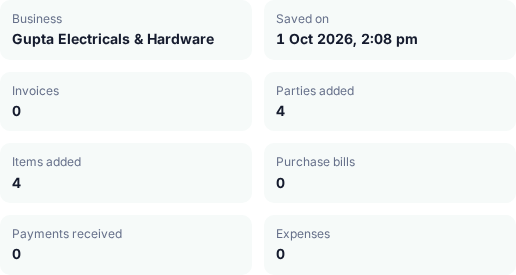 Business
Gupta Electricals & Hardware
Saved on
1 Oct 2026, 2:08 pm
Invoices
0
Parties added
4
Items added
4
Purchase bills
0
Payments received
0
Expenses
0